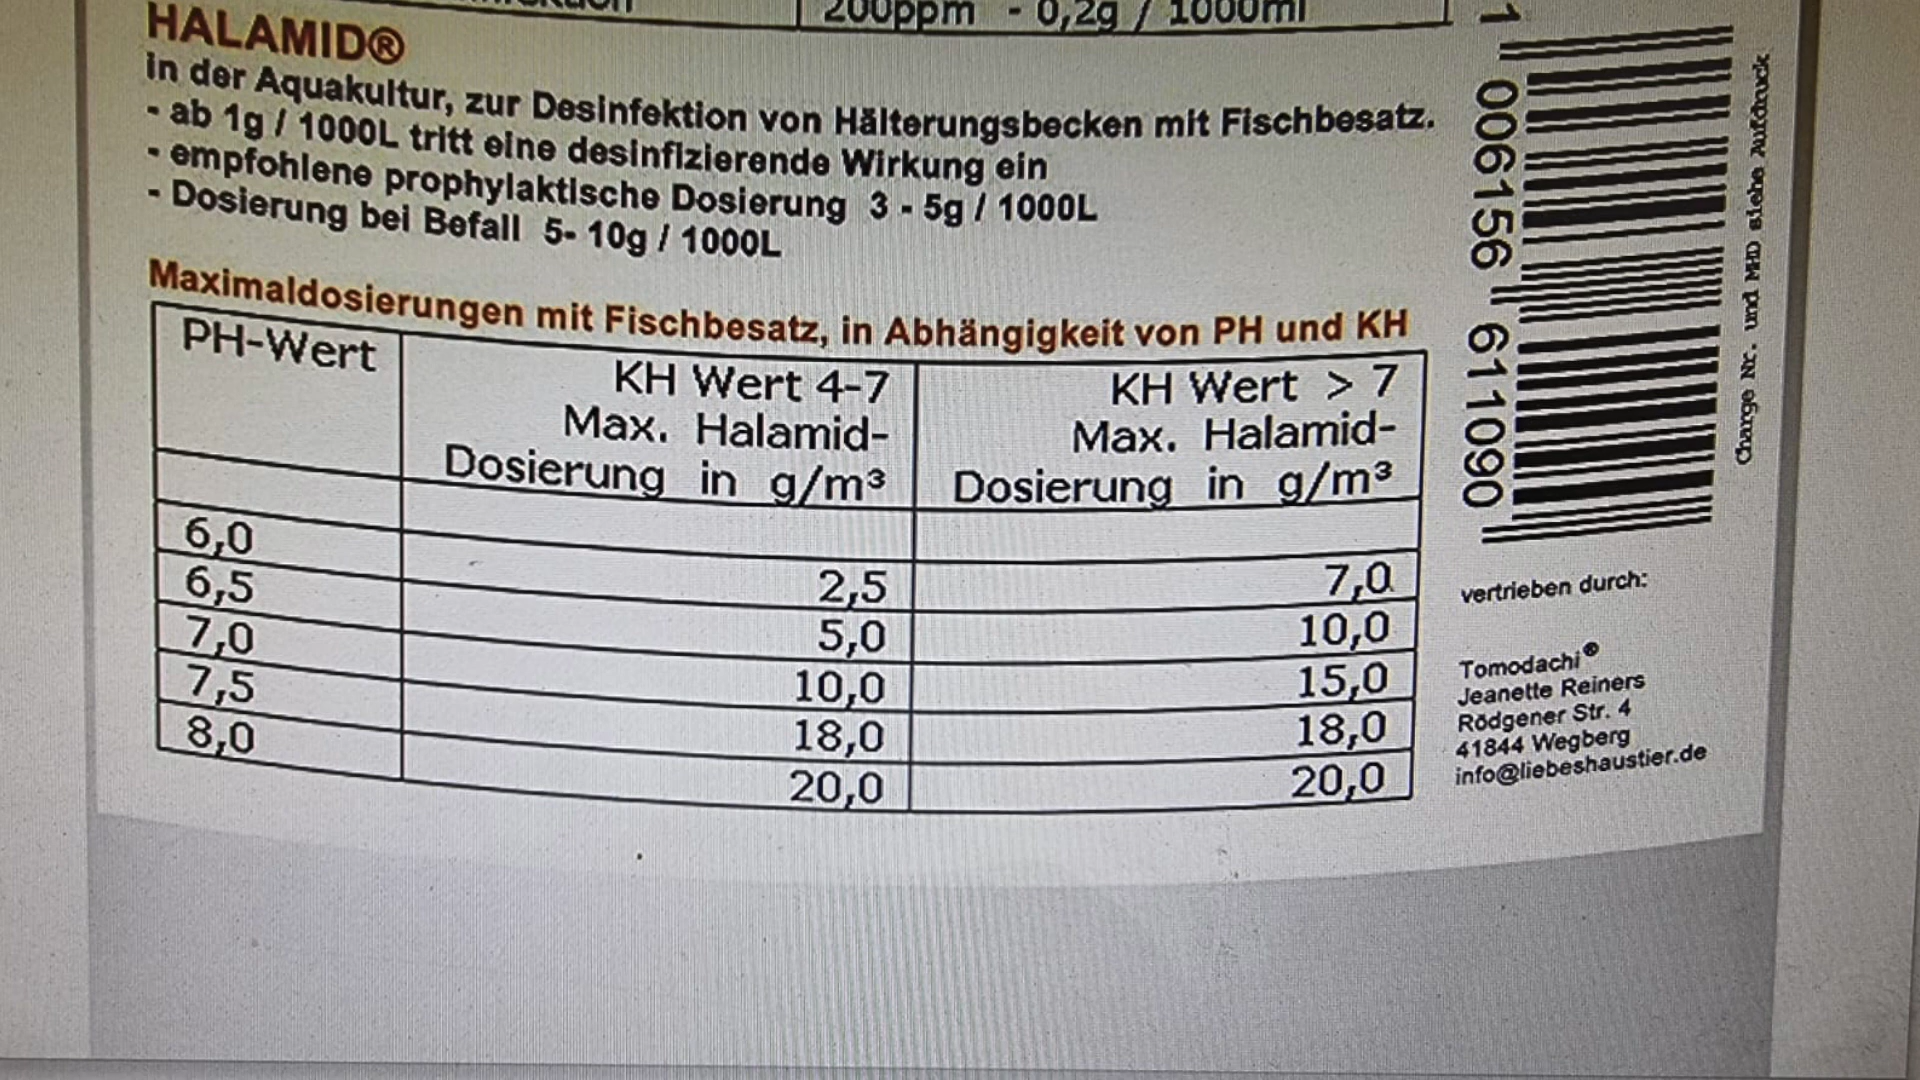 200ppm - 0,2g / 1000ml
HALAMID®
in der Aquakultur, zur Desinfektion von Hälterungsbecken mit Fischbesatz.
- ab 1g / 1000L tritt eine desinfizierende Wirkung ein
- empfohlene prophylaktische Dosierung 3 - 5g / 1000L
- Dosierung bei Befall 5- 10g / 1000L
Maximaldosierungen mit Fischbesatz, in Abhängigkeit von PH und KH
PH-Wert
KH Wert 4-7
Max. Halamid-
Dosierung in g/m³
KH Wert > 7
Max. Halamid-
Dosierung in g/m³
6,0 2,5 7,0
6,5 5,0 10,0
7,0 10,0 15,0
7,5 18,0 18,0
8,0 20,0 20,0
1 006156 611090
Charge Nr. und MHD siehe Aufdruck
vertrieben durch:
Tomodachi®
Jeanette Reiners
Rödgener Str. 4
41844 Wegberg
info@liebeshaustier.de